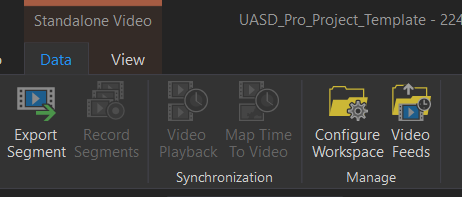 Standalone Video
UASD_Pro_Project_Template - 224
Data
View
Export
Segment
Record
Segments
Video
Playback
Map Time
To Video
Configure
Workspace
Video
Feeds
Synchronization
Manage